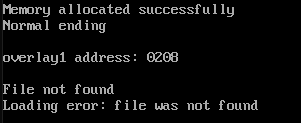 Memory allocated successfully
Normal ending
overlay1 address: 0208
File not found
Loading eror: file was not found